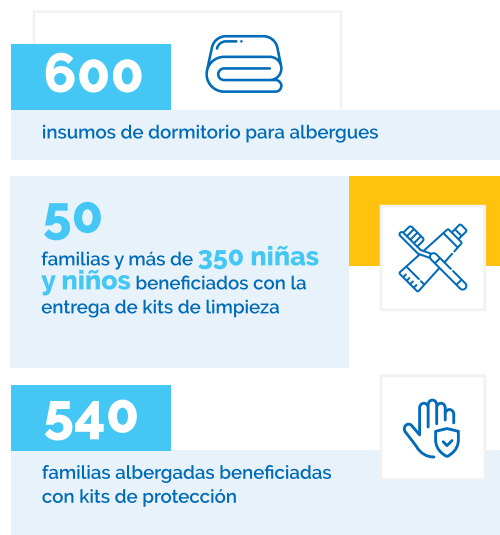 600
insumos de dormitorio para albergues
50
familias y más de 350 niñas
y niños beneficiados con la
entrega de kits de limpieza
540
familias albergadas beneficiadas
con kits de protección